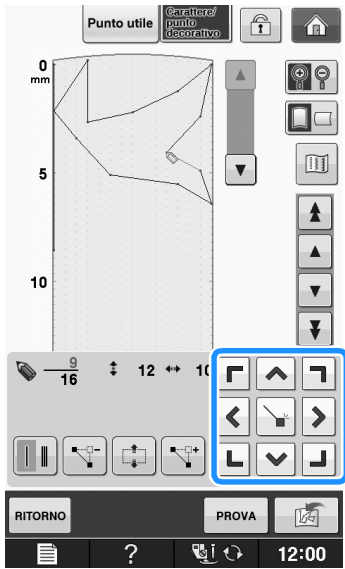 Punto utile
Carattere/
punto
decorativo
0
mm
5
10
9
16
12
10
RITORNO
PROVA
?
12:00